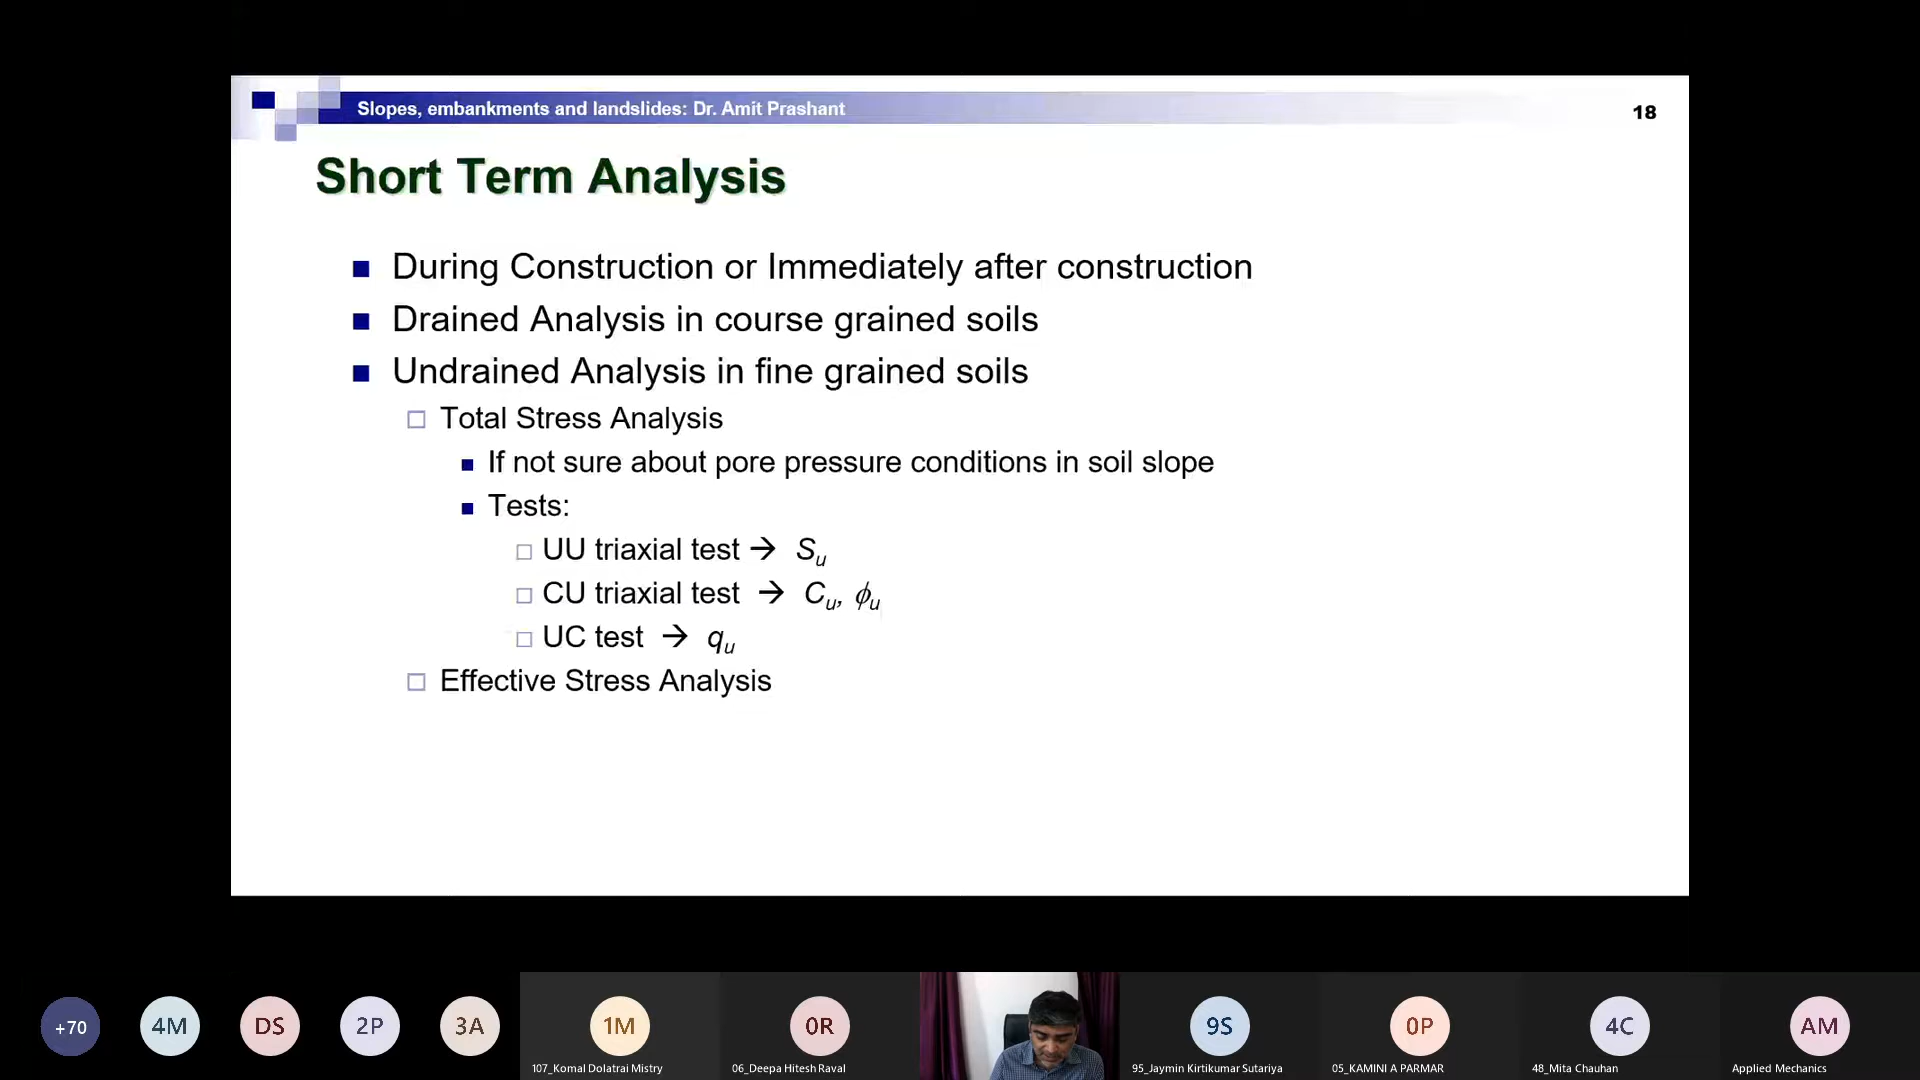 Slopes, embankments and landslides: Dr. Amit Prashant
18
Short Term Analysis
During Construction or Immediately after construction
Drained Analysis in course grained soils
Undrained Analysis in fine grained soils
Total Stress Analysis
If not sure about pore pressure conditions in soil slope
Tests:
UU triaxial test → Su
CU triaxial test → Cu, ϕu
UC test → qu
Effective Stress Analysis
+70
4M
DS
2P
3A
1M
0R
9S
0P
4C
AM
107_Komal Dolatrai Mistry
06_Deepa Hitesh Raval
95_Jaymin Kirtikumar Sutariya
05_KAMINI A PARMAR
48_Mita Chauhan
Applied Mechanics